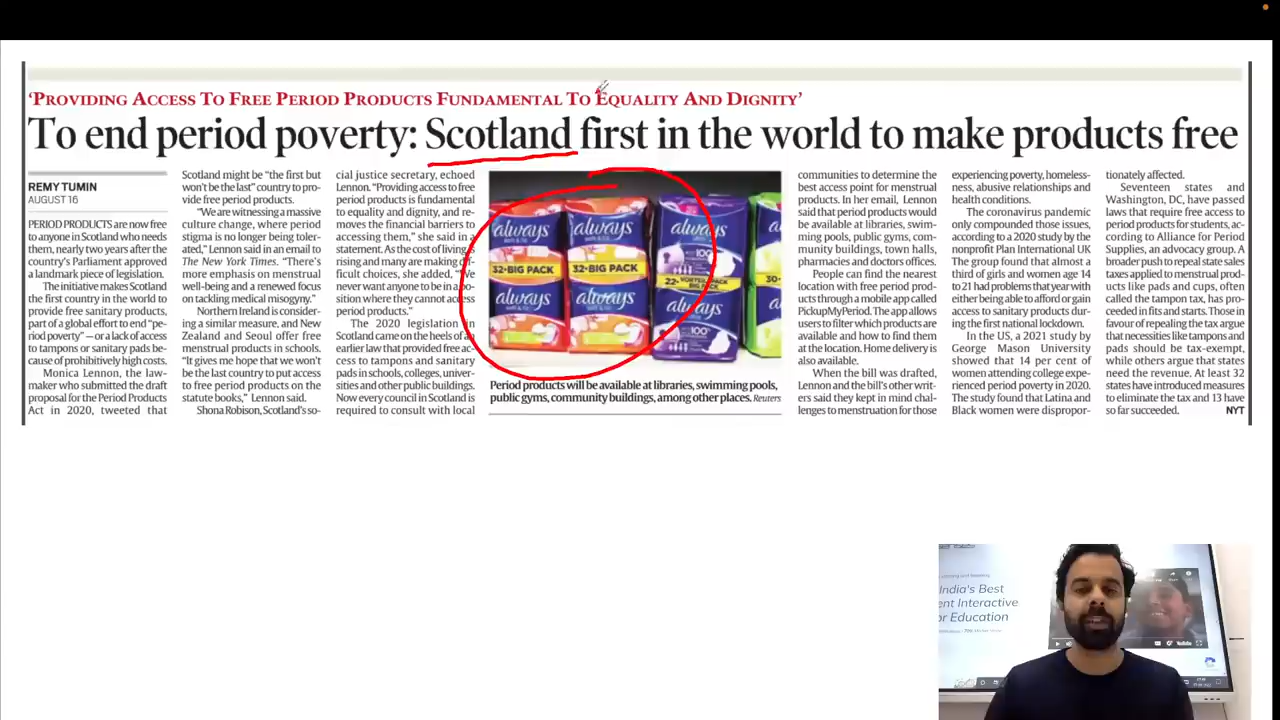 'PROVIDING ACCESS TO FREE PERIOD PRODUCTS FUNDAMENTAL TO EQUALITY AND DIGNITY'
To end period poverty: Scotland first in the world to make products free
REMY TUMIN
AUGUST 16
PERIOD PRODUCTS are now free
to anyone in Scotland who needs
them, nearly two years after the
country's Parliament approved
a landmark piece of legislation.
The initiative makes Scotland
the first country in the world to
provide free sanitary products,
part of a global effort to end "pe-
riod poverty" — or a lack of access
to tampons or sanitary pads be-
cause of prohibitively high costs.
Monica Lennon, the law-
maker who submitted the draft
proposal for the Period Products
Act in 2020, tweeted that
Scotland might be "the first but
won't be the last" country to pro-
vide free period products.
"We are witnessing a massive
culture change, where period
stigma is no longer being toler-
ated," Lennon said in an email to
The New York Times. "There's
more emphasis on menstrual
well-being and a renewed focus
on tackling medical misogyny."
Northern Ireland is consider-
ing a similar measure, and New
Zealand and Seoul offer free
menstrual products in schools.
"It gives me hope that we won't
be the last country to put access
to free period products on the
statute books," Lennon said.
Shona Robison, Scotland's so-
cial justice secretary, echoed
Lennon. "Providing access to free
period products is fundamental
to equality and dignity, and re-
moves the financial barriers to
accessing them," she said in a
statement. As the cost of living is
rising and many are making dif-
ficult choices, she added, "We
never want anyone to be in a po-
sition where they cannot access
period products."
The 2020 legislation in
Scotland came on the heels of an
earlier law that provided free ac-
cess to tampons and sanitary
pads in schools, colleges, univer-
sities and other public buildings.
Now every council in Scotland is
required to consult with local
always
32·BIG PACK
always
always
32·BIG PACK
always
always
100
22
BIG PACK
always
100
30
Period products will be available at libraries, swimming pools,
public gyms, community buildings, among other places. Reuters
communities to determine the
best access point for menstrual
products. In her email, Lennon
said that period products would
be available at libraries, swim-
ming pools, public gyms, com-
munity buildings, town halls,
pharmacies and doctors offices.
People can find the nearest
location with free period prod-
ucts through a mobile app called
PickupMyPeriod. The app allows
users to filter which products are
available and how to find them
at the location. Home delivery is
also available.
When the bill was drafted,
Lennon and the bill's other writ-
ers said they kept in mind chal-
lenges to menstruation for those
experiencing poverty, homeless-
ness, abusive relationships and
health conditions.
The coronavirus pandemic
only compounded those issues,
according to a 2020 study by the
nonprofit Plan International UK
The group found that almost a
third of girls and women age 14
to 21 had problems that year with
either being able to afford or gain
access to sanitary products dur-
ing the first national lockdown.
In the US, a 2021 study by
George Mason University
showed that 14 per cent of
women attending college expe-
rienced period poverty in 2020.
The study found that Latina and
Black women were dispropor-
tionately affected.
Seventeen states and
Washington, DC, have passed
laws that require free access to
period products for students, ac-
cording to Alliance for Period
Supplies, an advocacy group. A
broader push to repeal state sales
taxes applied to menstrual prod-
ucts like pads and cups, often
called the tampon tax, has pro-
ceeded in fits and starts. Those in
favour of repealing the tax argue
that necessities like tampons and
pads should be tax-exempt,
while others argue that states
need the revenue. At least 32
states have introduced measures
to eliminate the tax and 13 have
so far succeeded. NYT
India's Best
ent Interactive
or Education
YouTube